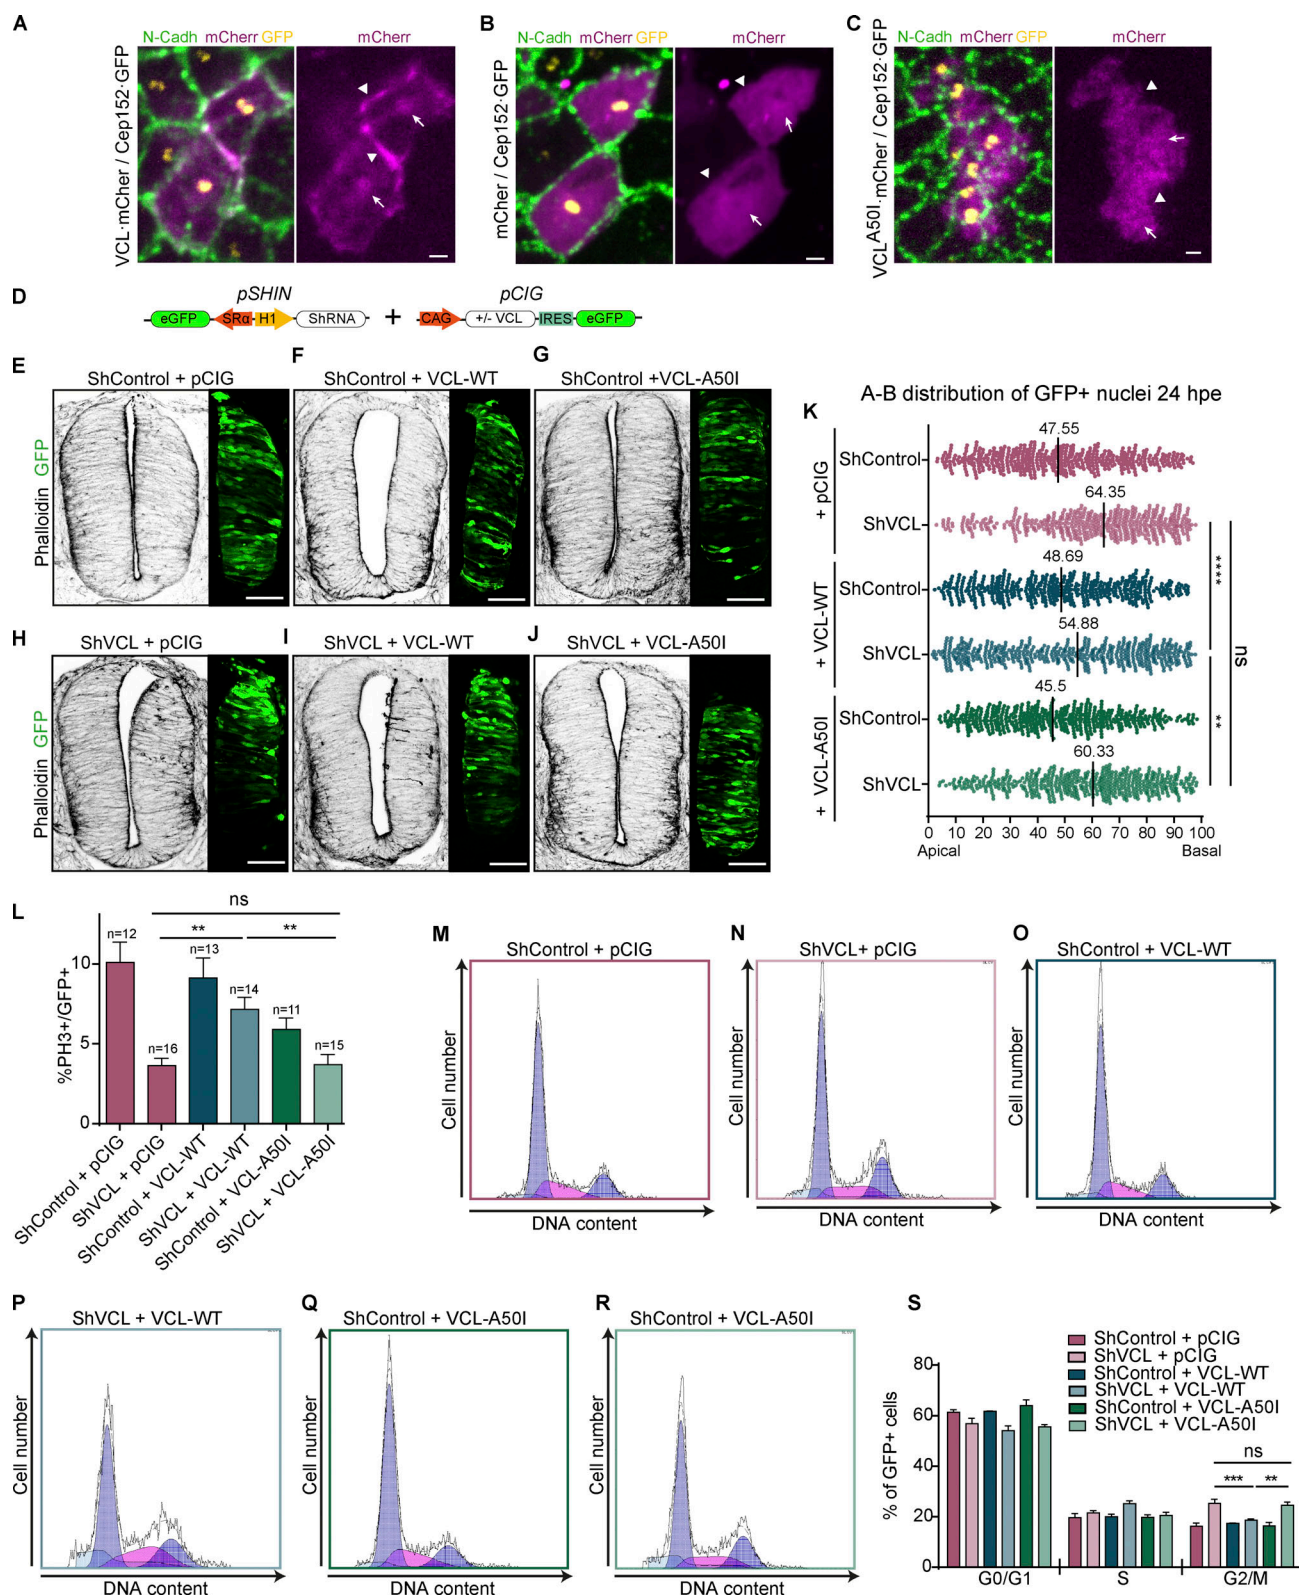 A
N-Cadh mCherr GFP
mCherr
VCL·mCher / Cep152·GFP
B
N-Cadh mCherr GFP
mCherr
mCher / Cep152·GFP
C
N-Cadh mCherr GFP
mCherr
VCL A50I·mCher / Cep152·GFP
D
pSHIN
pCIG
eGFP SRα H1 ShRNA + CAG +/- VCL IRES eGFP
E
ShControl + pCIG
Phalloidin GFP
F
ShControl + VCL-WT
G
ShControl +VCL-A50I
H
ShVCL + pCIG
Phalloidin GFP
I
ShVCL + VCL-WT
J
ShVCL + VCL-A50I
K
A-B distribution of GFP+ nuclei 24 hpe
+ pCIG
+ VCL-WT
+ VCL-A50I
47.55
ShControl
64.35
ShVCL
48.69
ShControl
54.88
ShVCL
45.5
ShControl
60.33
ShVCL
****
**
ns
0 10 20 30 40 50 60 70 80 90 100
Apical Basal
L
ns
** **
n=12
n=16
n=13
n=14
n=11
n=15
%PH3+/GFP+
10
5
0
ShControl + pCIG
ShVCL + pCIG
ShControl + VCL-WT
ShVCL + VCL-WT
ShControl + VCL-A50I
ShVCL + VCL-A50I
M
ShControl + pCIG
Cell number
DNA content
N
ShVCL+ pCIG
Cell number
DNA content
O
ShControl + VCL-WT
Cell number
DNA content
P
ShVCL + VCL-WT
Cell number
DNA content
Q
ShControl + VCL-A50I
Cell number
DNA content
R
ShControl + VCL-A50I
Cell number
DNA content
S
ShControl + pCIG
ShVCL + pCIG
ShControl + VCL-WT
ShVCL + VCL-WT
ShControl + VCL-A50I
ShVCL + VCL-A50I
% of GFP+ cells
80
60
40
20
0
ns
*** **
G0/G1 S G2/M